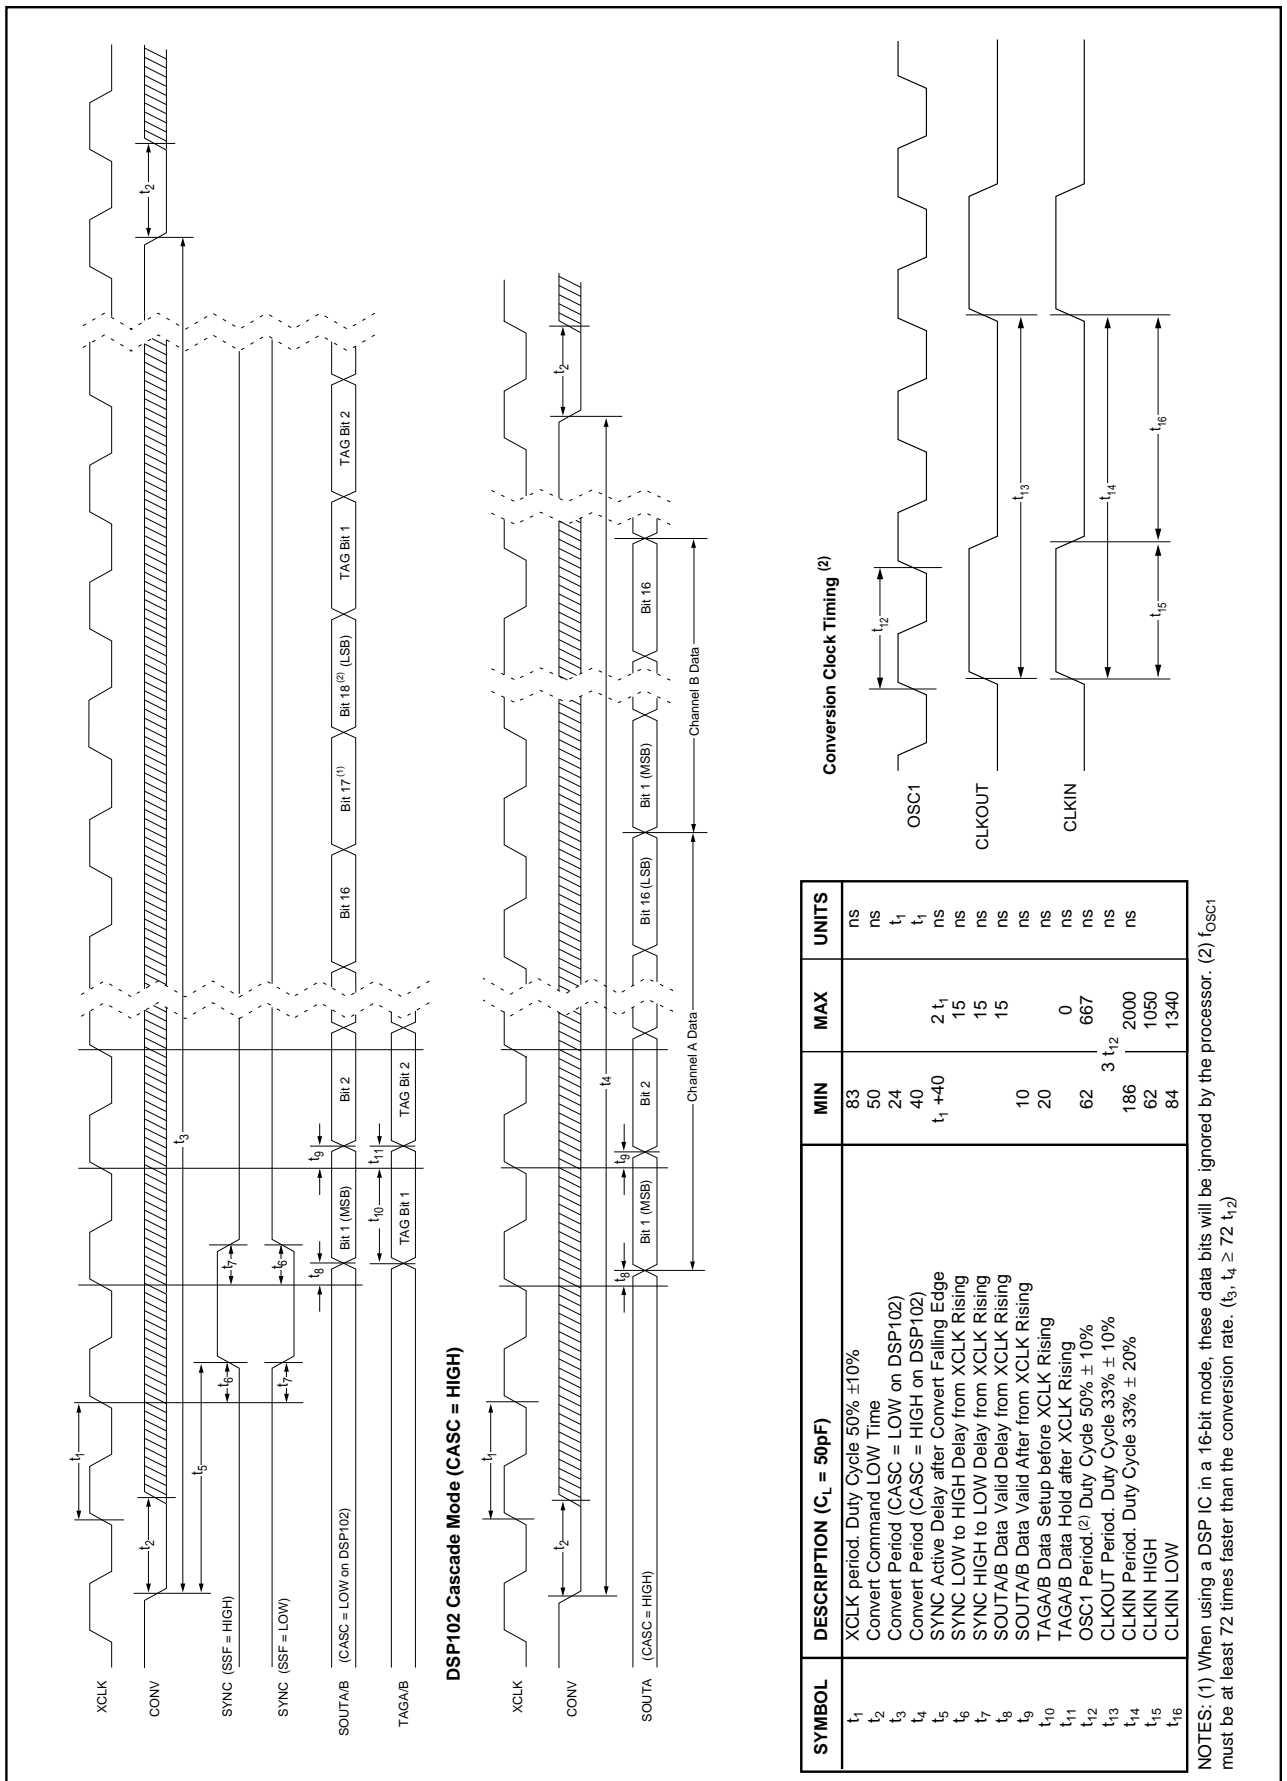 XCLK
t1
CONV
t2
t3
t2
t5
SYNC (SSF = HIGH)
t6
t7
SYNC (SSF = LOW)
t7
t6
SOUTA/B (CASC = LOW on DSP102)
t8
Bit 1 (MSB)
t9
Bit 2
Bit 16
Bit 17 (1)
Bit 18 (2) (LSB)
TAG Bit 1
TAG Bit 2
TAGA/B
t10
TAG Bit 1
t11
TAG Bit 2
DSP102 Cascade Mode (CASC = HIGH)
XCLK
t1
CONV
t2
t4
t2
SOUTA (CASC = HIGH)
t8
Bit 1 (MSB)
t9
Bit 2
Bit 16 (LSB)
Bit 1 (MSB)
Bit 16
Channel A Data
Channel B Data
SYMBOL DESCRIPTION (CL = 50pF) MIN MAX UNITS
t1 XCLK period. Duty Cycle 50% ±10% 83 ns
t2 Convert Command LOW Time 50 ns
t3 Convert Period (CASC = LOW on DSP102) 24 t1
t4 Convert Period (CASC = HIGH on DSP102) 40 t1
t5 SYNC Active Delay after Convert Falling Edge t1 +40 2 t1 ns
t6 SYNC LOW to HIGH Delay from XCLK Rising 15 ns
t7 SYNC HIGH to LOW Delay from XCLK Rising 15 ns
t8 SOUTA/B Data Valid Delay from XCLK Rising 15 ns
t9 SOUTA/B Data Valid After from XCLK Rising 10 ns
t10 TAGA/B Data Setup before XCLK Rising 20 ns
t11 TAGA/B Data Hold after XCLK Rising 0 ns
t12 OSC1 Period.(2) Duty Cycle 50% ± 10% 62 667 ns
t13 CLKOUT Period. Duty Cycle 33% ± 10% 3 t12 ns
t14 CLKIN Period. Duty Cycle 33% ± 20% 186 2000 ns
t15 CLKIN HIGH 62 1050
t16 CLKIN LOW 84 1340
NOTES: (1) When using a DSP IC in a 16-bit mode, these data bits will be ignored by the processor. (2) fOSC1
must be at least 72 times faster than the conversion rate. (t3, t4 ≥ 72 t12)
Conversion Clock Timing (2)
OSC1
t12
CLKOUT
t13
CLKIN
t14
t15
t16